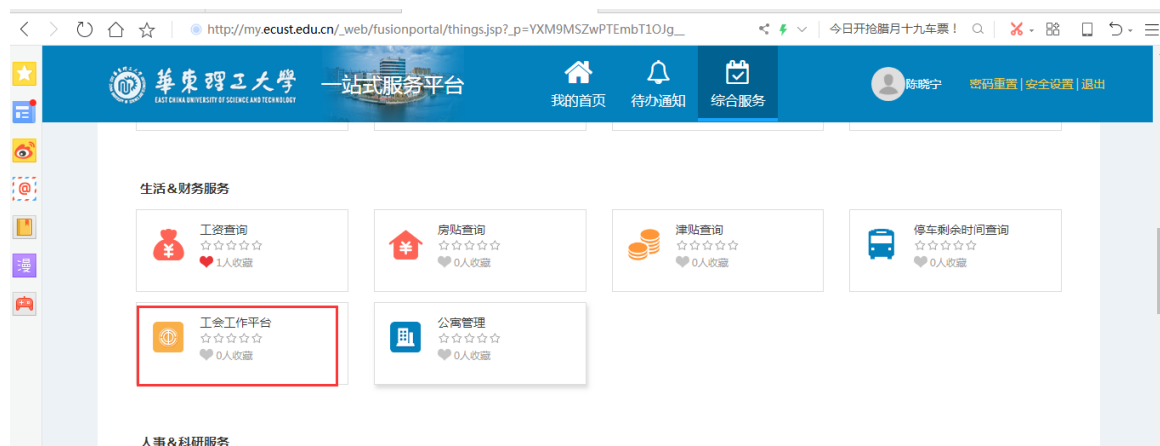 http://my.ecust.edu.cn/_web/fusionportal/things.jsp?_p=YXM9MSZwPTEmbT1OJg__
今日开抢腊月十九车票！
華東理工大學
EAST CHINA UNIVERSITY OF SCIENCE AND TECHNOLOGY
一站式服务平台
我的首页
待办通知
综合服务
陈晓宁
密码重置|安全设置|退出
@
漫
生活&财务服务
工资查询
1人收藏
房贴查询
0人收藏
津贴查询
0人收藏
停车剩余时间查询
0人收藏
工会工作平台
0人收藏
公寓管理
0人收藏
人事&科研服务